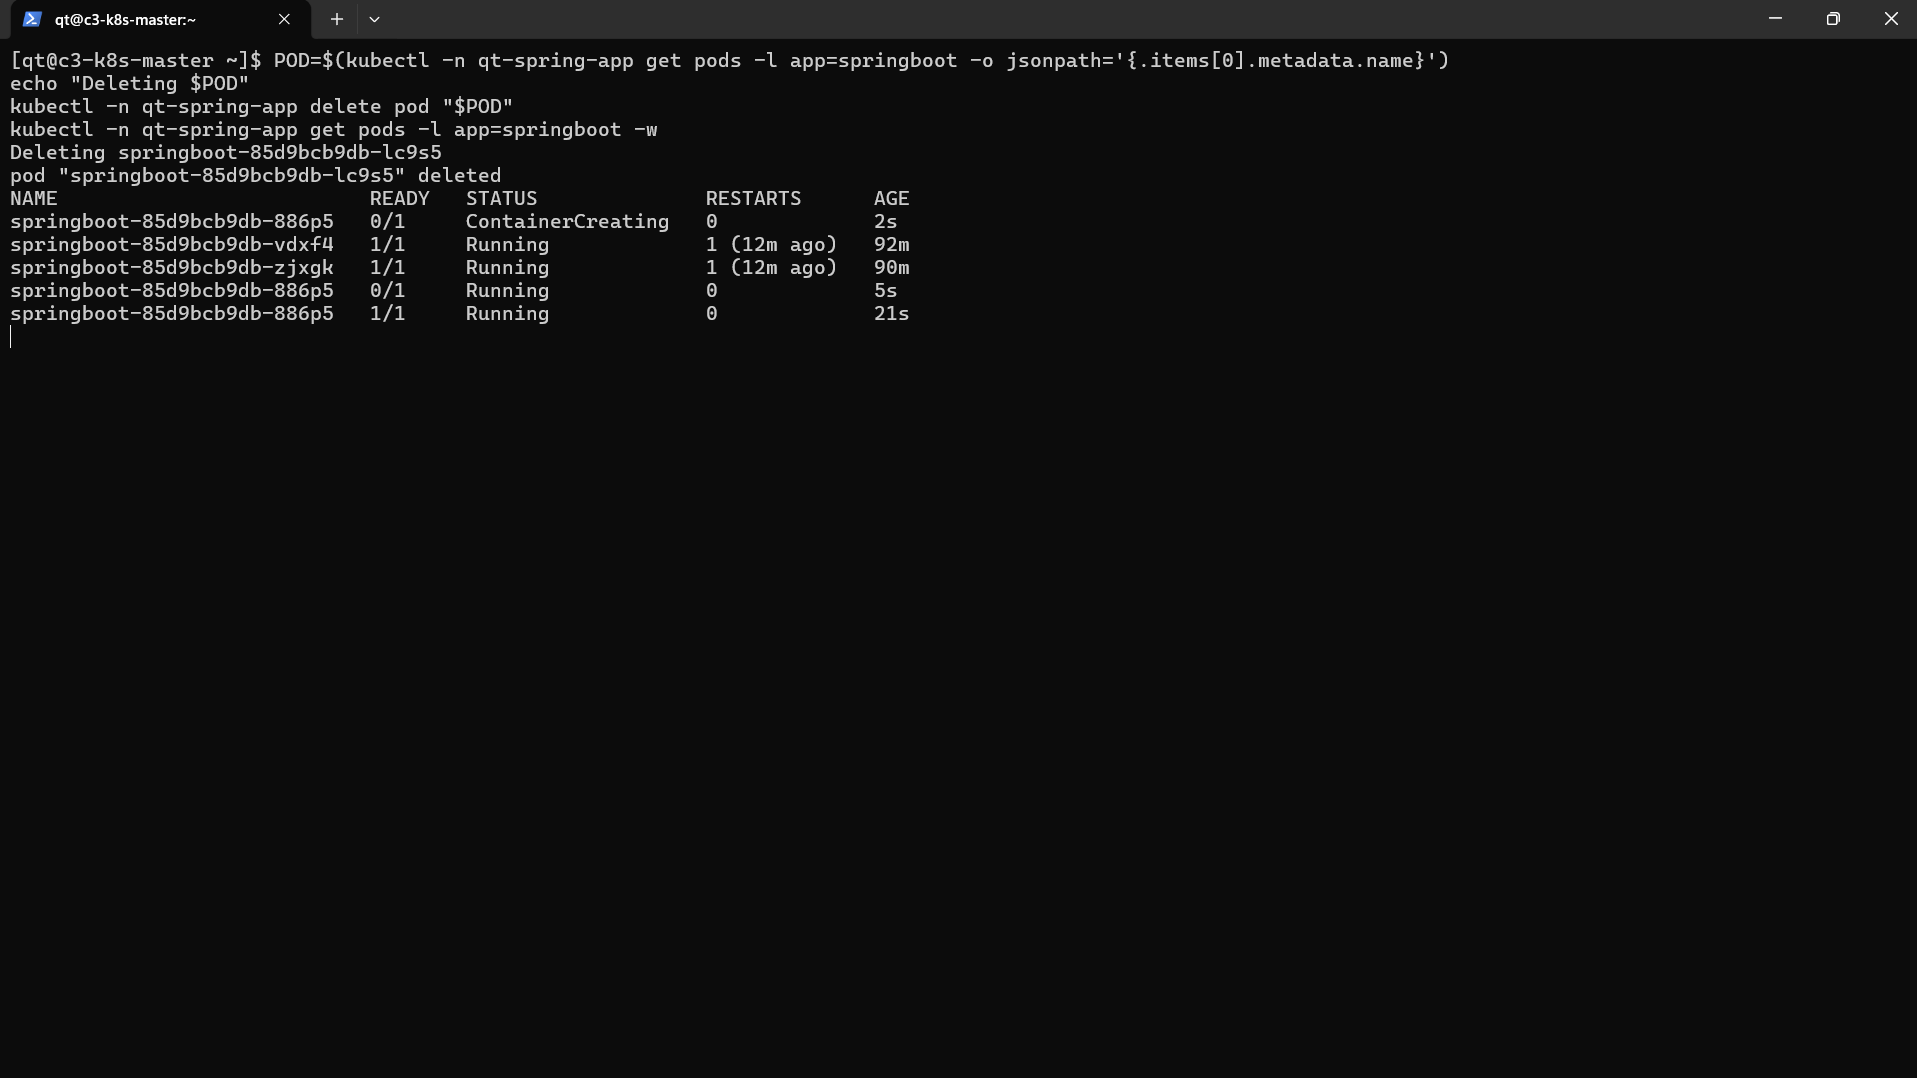 qt@c3-k8s-master:~
[qt@c3-k8s-master ~]$ POD=$(kubectl -n qt-spring-app get pods -l app=springboot -o jsonpath='{.items[0].metadata.name}')
echo "Deleting $POD"
kubectl -n qt-spring-app delete pod "$POD"
kubectl -n qt-spring-app get pods -l app=springboot -w
Deleting springboot-85d9bcb9db-lc9s5
pod "springboot-85d9bcb9db-lc9s5" deleted
NAME                          READY   STATUS              RESTARTS      AGE
springboot-85d9bcb9db-886p5   0/1     ContainerCreating   0             2s
springboot-85d9bcb9db-vdxf4   1/1     Running             1 (12m ago)   92m
springboot-85d9bcb9db-zjxgk   1/1     Running             1 (12m ago)   90m
springboot-85d9bcb9db-886p5   0/1     Running             0             5s
springboot-85d9bcb9db-886p5   1/1     Running             0             21s